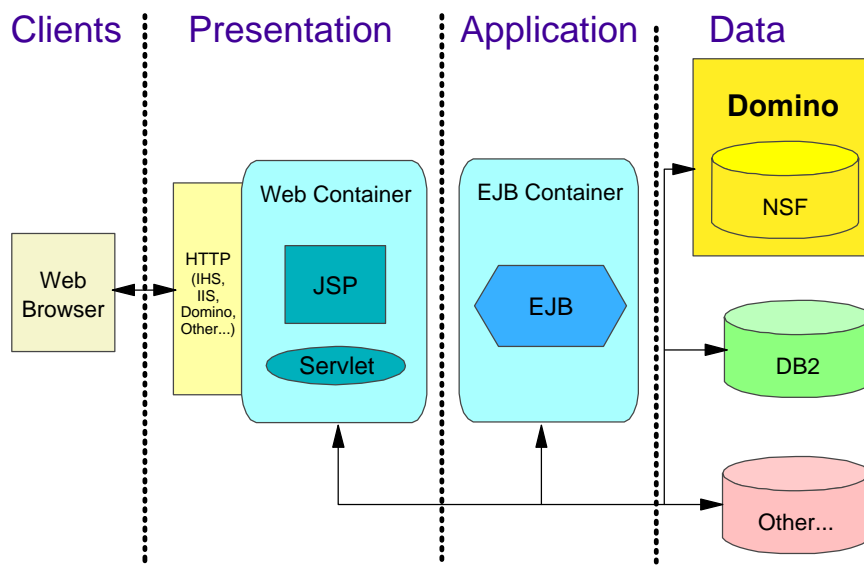 Clients
Presentation
Application
Data
Web
Browser
HTTP
(IHS,
IIS,
Domino,
Other...)
Web Container
JSP
Servlet
EJB Container
EJB
Domino
NSF
DB2
Other...